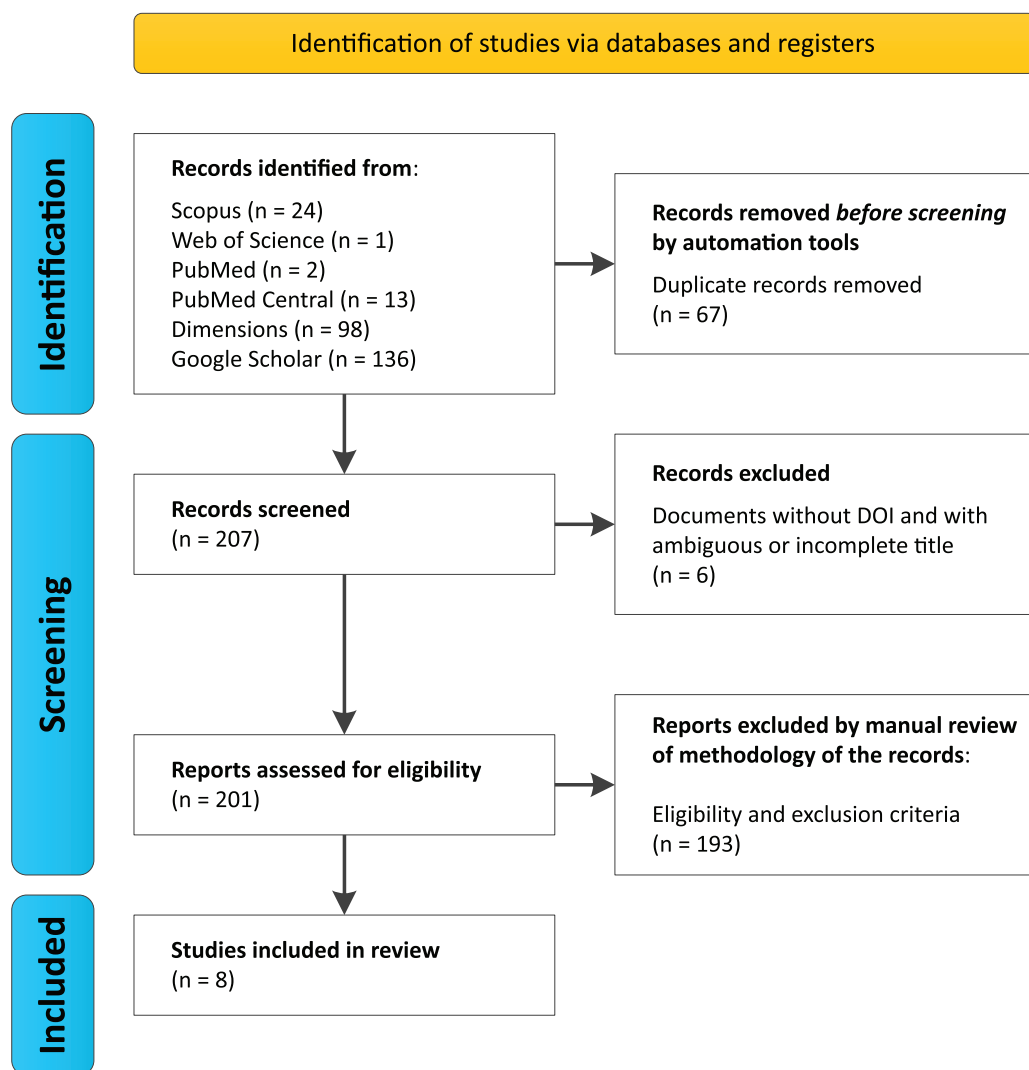 Identification of studies via databases and registers
Identification
Records identified from:
Scopus (n = 24)
Web of Science (n = 1)
PubMed (n = 2)
PubMed Central (n = 13)
Dimensions (n = 98)
Google Scholar (n = 136)
Records removed before screening
by automation tools
Duplicate records removed
(n = 67)
Screening
Records screened
(n = 207)
Records excluded
Documents without DOI and with
ambiguous or incomplete title
(n = 6)
Reports assessed for eligibility
(n = 201)
Reports excluded by manual review
of methodology of the records:
Eligibility and exclusion criteria
(n = 193)
Included
Studies included in review
(n = 8)